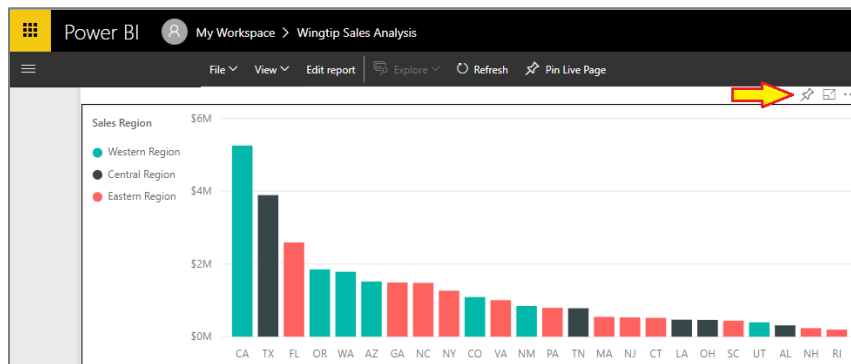 Power BI My Workspace > Wingtip Sales Analysis
File View Edit report Explore Refresh Pin Live Page
Sales Region
Western Region
Central Region
Eastern Region
$6M
$4M
$2M
$0M
CA TX FL OR WA AZ GA NC NY CO VA NM PA TN MA NJ CT LA OH SC UT AL NH RI